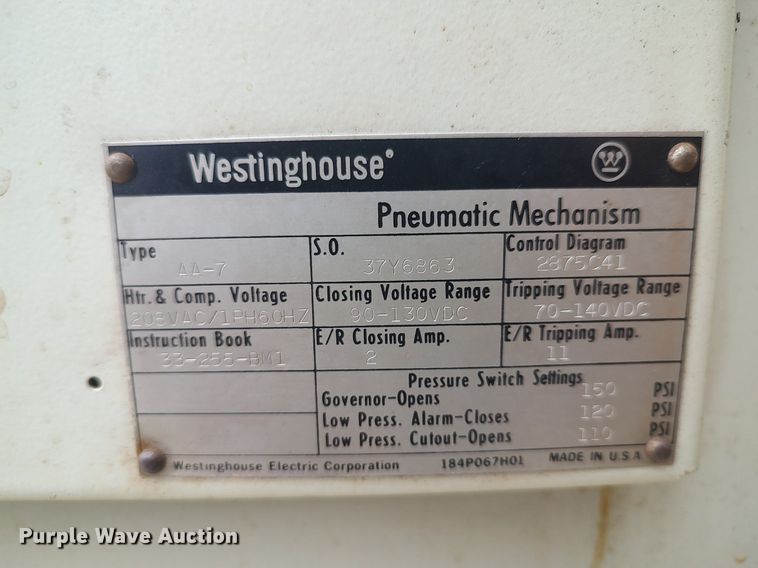 Westinghouse®
W
Pneumatic Mechanism
Type S.O. Control Diagram
AA-7 37Y6863 2875C41
Htr. & Comp. Voltage Closing Voltage Range Tripping Voltage Range
208VAC/1PH60HZ 90-130VDC 70-140VDC
Instruction Book E/R Closing Amp. E/R Tripping Amp.
33-255-BM1 2 11
Pressure Switch Settings
Governor-Opens 150 PSI
Low Press. Alarm-Closes 120 PSI
Low Press. Cutout-Opens 110 PSI
Westinghouse Electric Corporation 184P067H01 MADE IN U.S.A
Purple Wave Auction